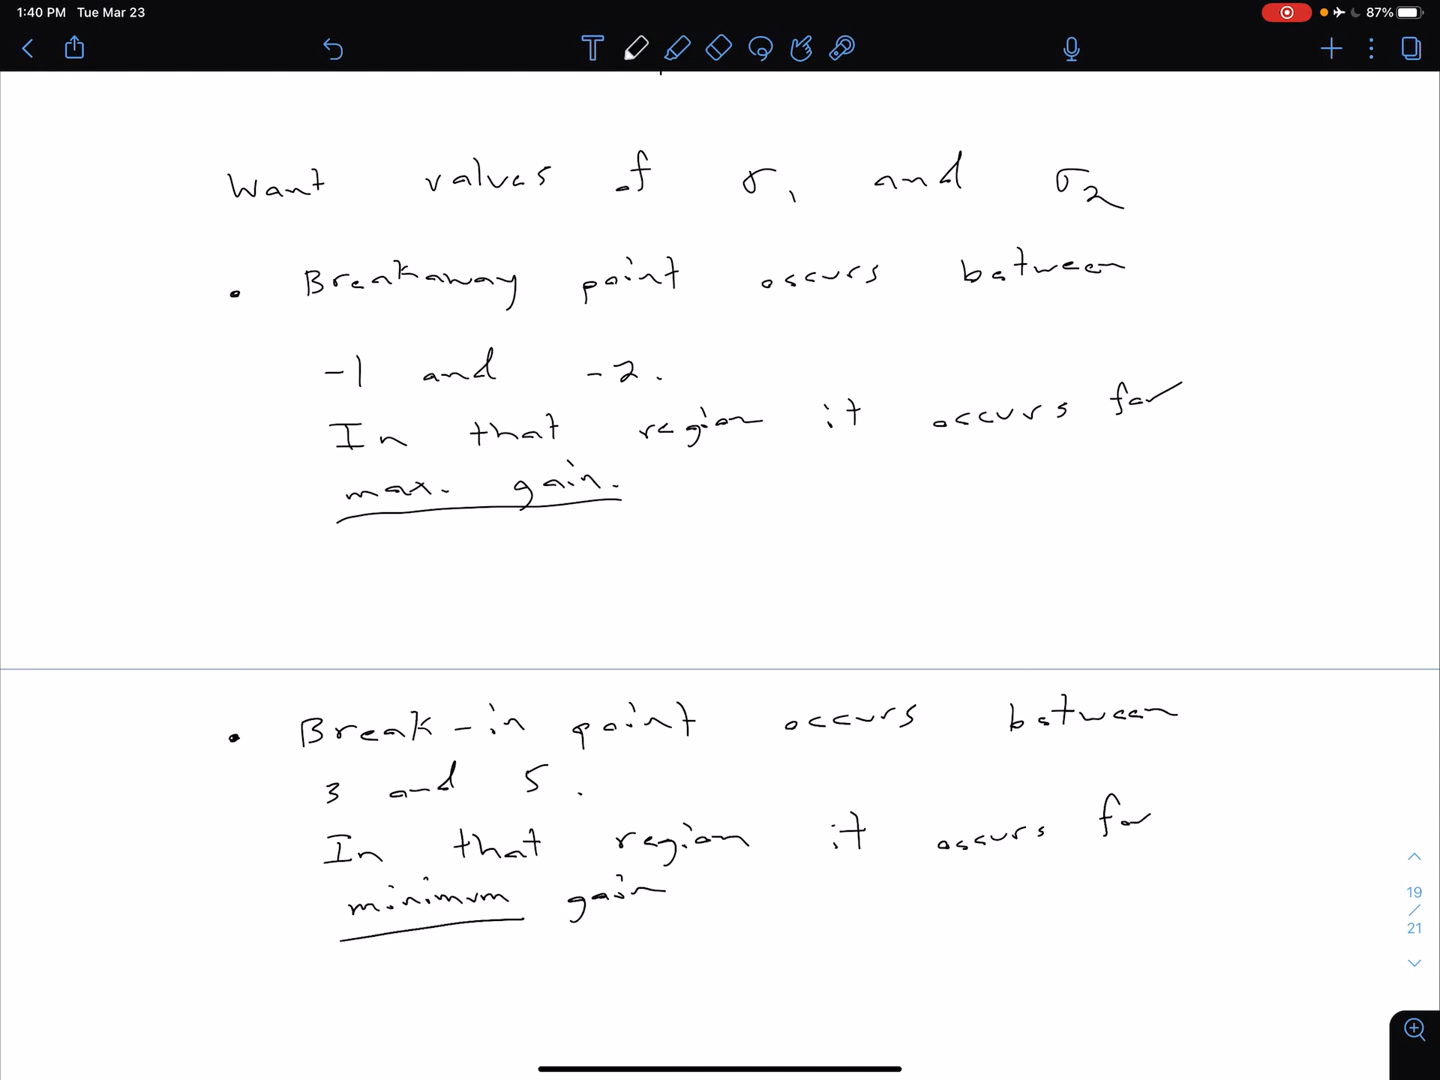 1:40 PM Tue Mar 23
87%
T
Want values of σ₁ and σ₂
• Breakaway point occurs between
-1 and -2.
In that region it occurs for
max. gain.
• Break-in point occurs between
3 and 5.
In that region it occurs for
minimum gain
19
/
21